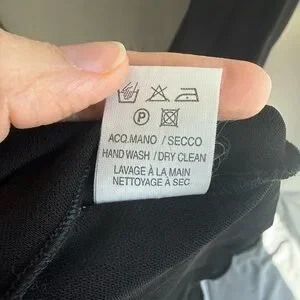 P
ACQ.MANO / SECCO
HAND WASH / DRY CLEAN
LAVAGE À LA MAIN
NETTOYAGE À SEC